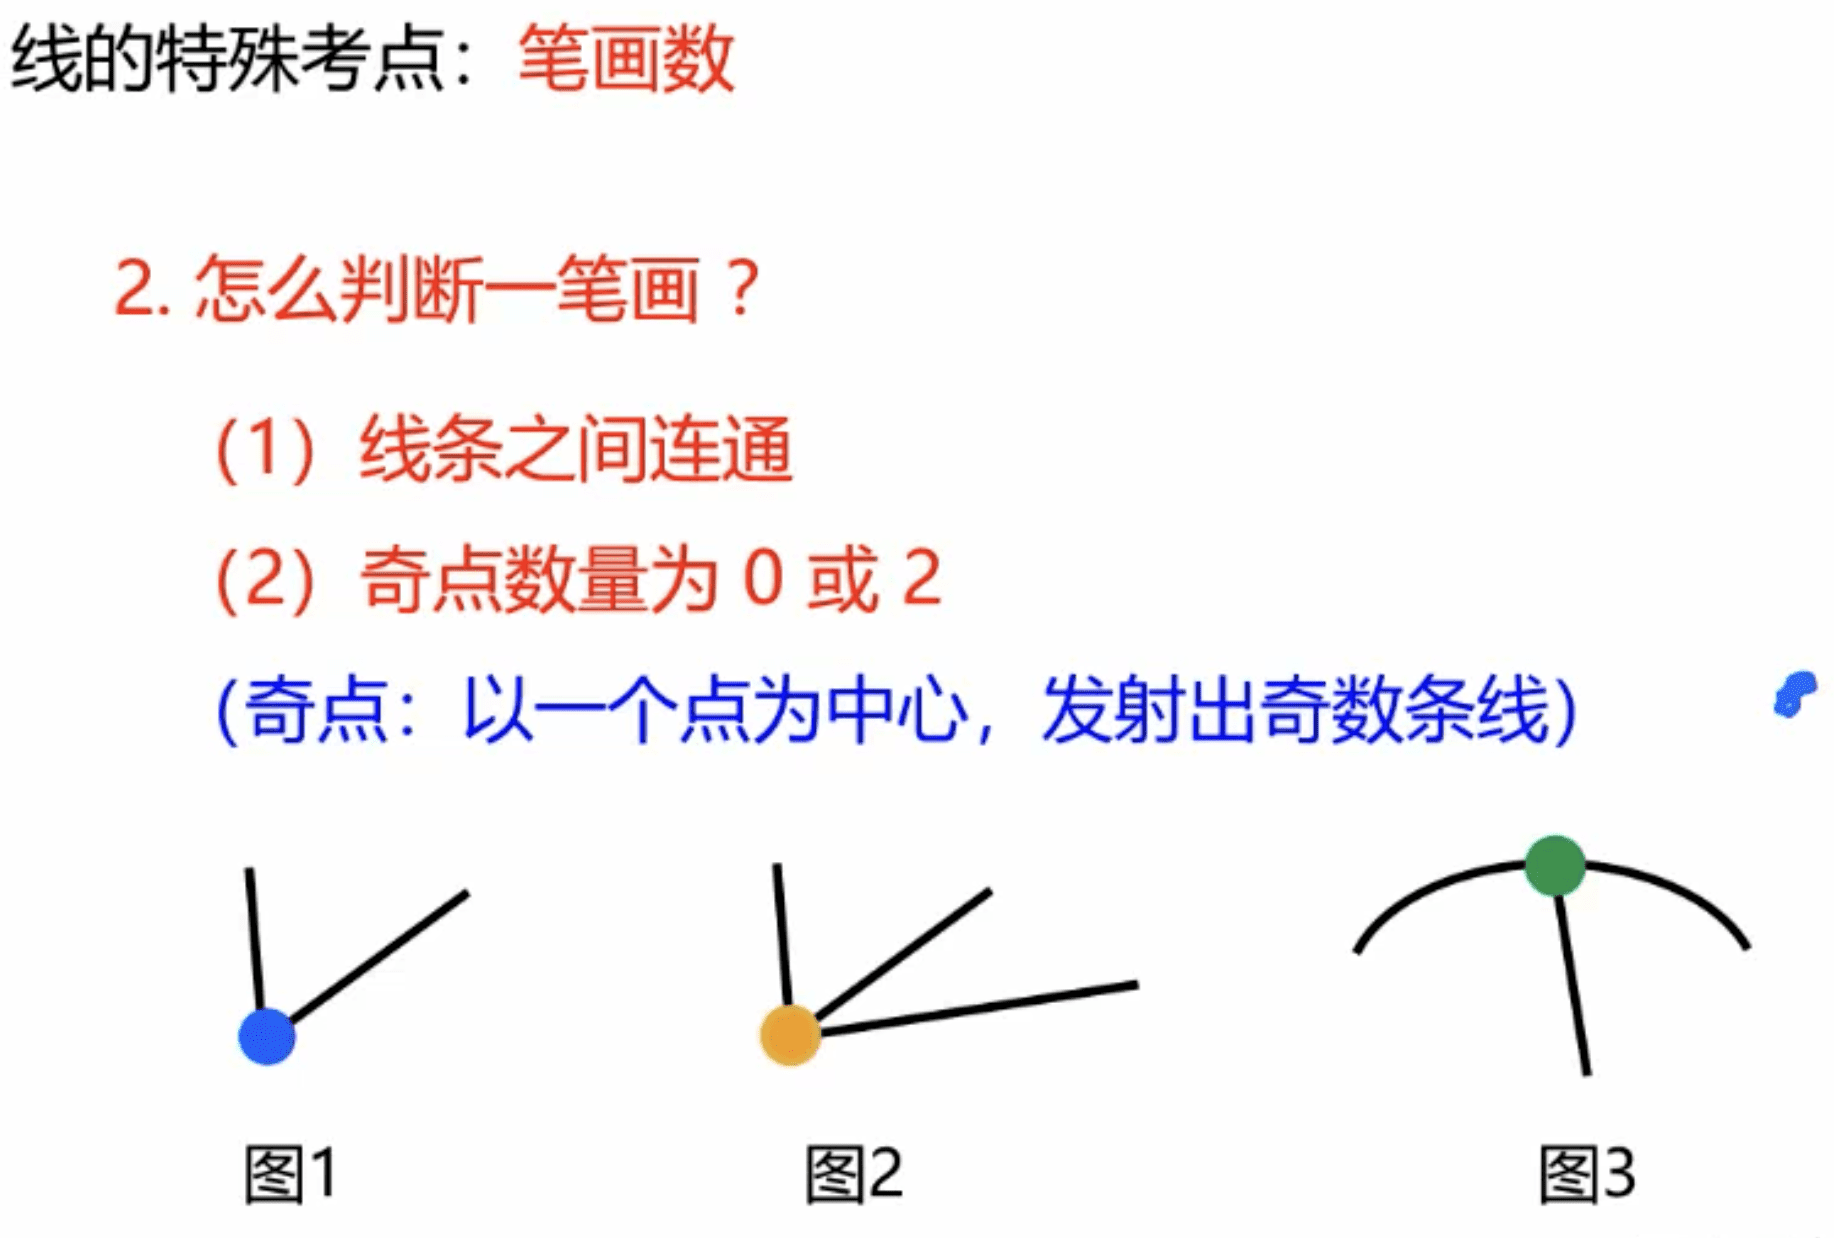 线的特殊考点：笔画数
2. 怎么判断一笔画？
（1）线条之间连通
（2）奇点数量为 0 或 2
（奇点：以一个点为中心，发射出奇数条线）
图1
图2
图3